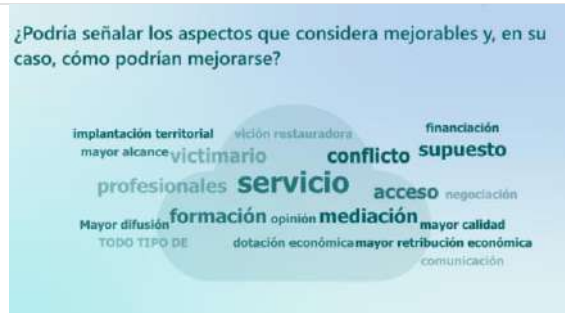 ¿Podría señalar los aspectos que considera mejorables y, en su
caso, cómo podrían mejorarse?
implantación territorial vición restauradora financiación
mayor alcance victimario conflicto supuesto
profesionales servicio acceso negociación
Mayor difusión formación opinión mediación mayor calidad
TODO TIPO DE dotación económica mayor retribución económica
comunicación